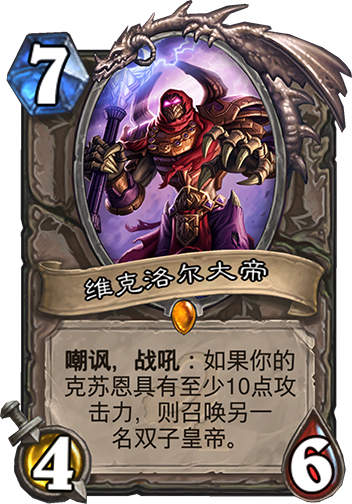 7
维克洛尔大帝
嘲讽，战吼：如果你的
克苏恩具有至少10点攻
击力，则召唤另一
名双子皇帝。
4
6